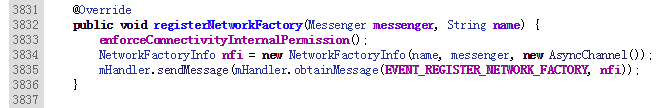 3831 @Override
3832 public void registerNetworkFactory(Messenger messenger, String name) {
3833 enforceConnectivityInternalPermission();
3834 NetworkFactoryInfo nfi = new NetworkFactoryInfo(name, messenger, new AsyncChannel());
3835 mHandler.sendMessage(mHandler.obtainMessage(EVENT_REGISTER_NETWORK_FACTORY, nfi));
3836 }
3837